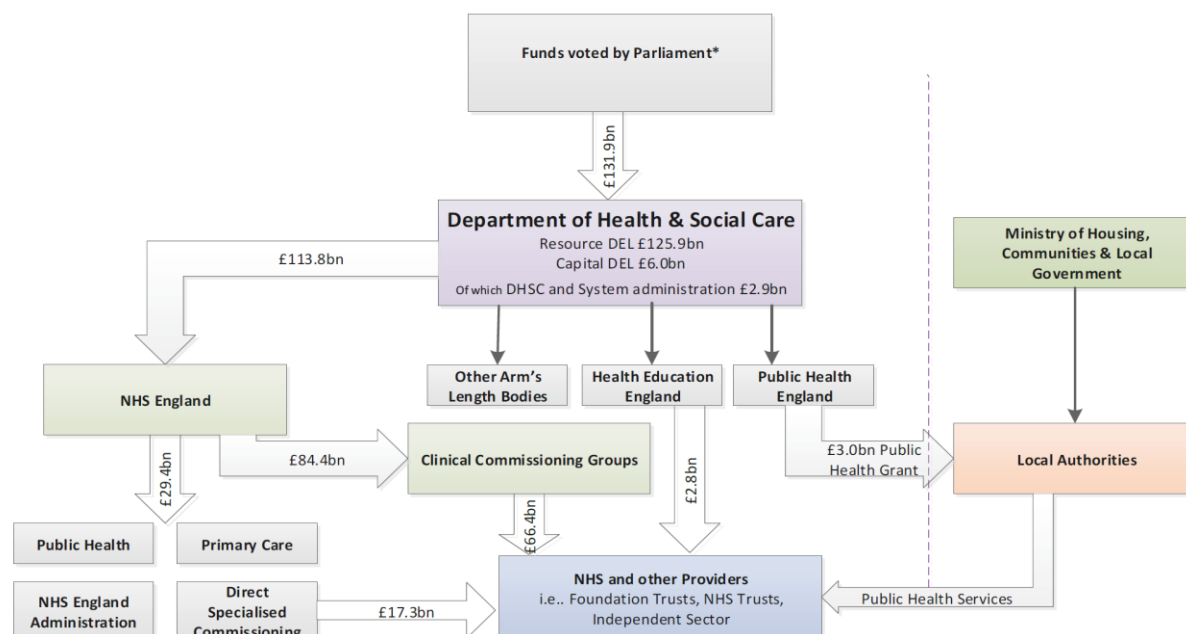 Funds voted by Parliament*
£131.9bn
Department of Health & Social Care
Resource DEL £125.9bn
Capital DEL £6.0bn
Of which DHSC and System administration £2.9bn
Ministry of Housing,
Communities & Local
Government
£113.8bn
NHS England
Other Arm's
Length Bodies
Health Education
England
Public Health
England
£29.4bn
£84.4bn
Clinical Commissioning Groups
£2.8bn
£3.0bn Public
Health Grant
Local Authorities
£66.4bn
Public Health
Primary Care
NHS England
Administration
Direct
Specialised
Commissioning
£17.3bn
NHS and other Providers
i.e.. Foundation Trusts, NHS Trusts,
Independent Sector
Public Health Services